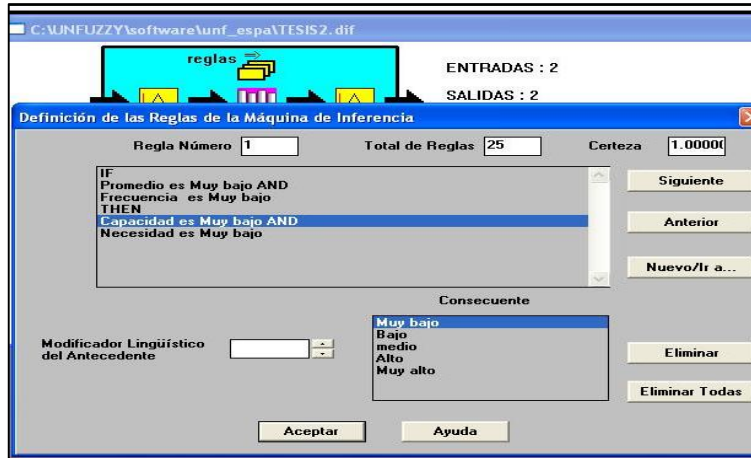 C:\UNFUZZY\software\unf_espa\TESIS2.dif
reglas
ENTRADAS : 2
SALIDAS : 2
Definición de las Reglas de la Máquina de Inferencia
Regla Número 1 Total de Reglas 25 Certeza 1.0000(
IF
Promedio es Muy bajo AND
Frecuencia es Muy bajo
THEN
Capacidad es Muy bajo AND
Necesidad es Muy bajo
Siguiente
Anterior
Nuevo/Ir a...
Consecuente
Modificador Lingüístico
del Antecedente
Muy bajo
Bajo
medio
Alto
Muy alto
Eliminar
Eliminar Todas
Aceptar Ayuda